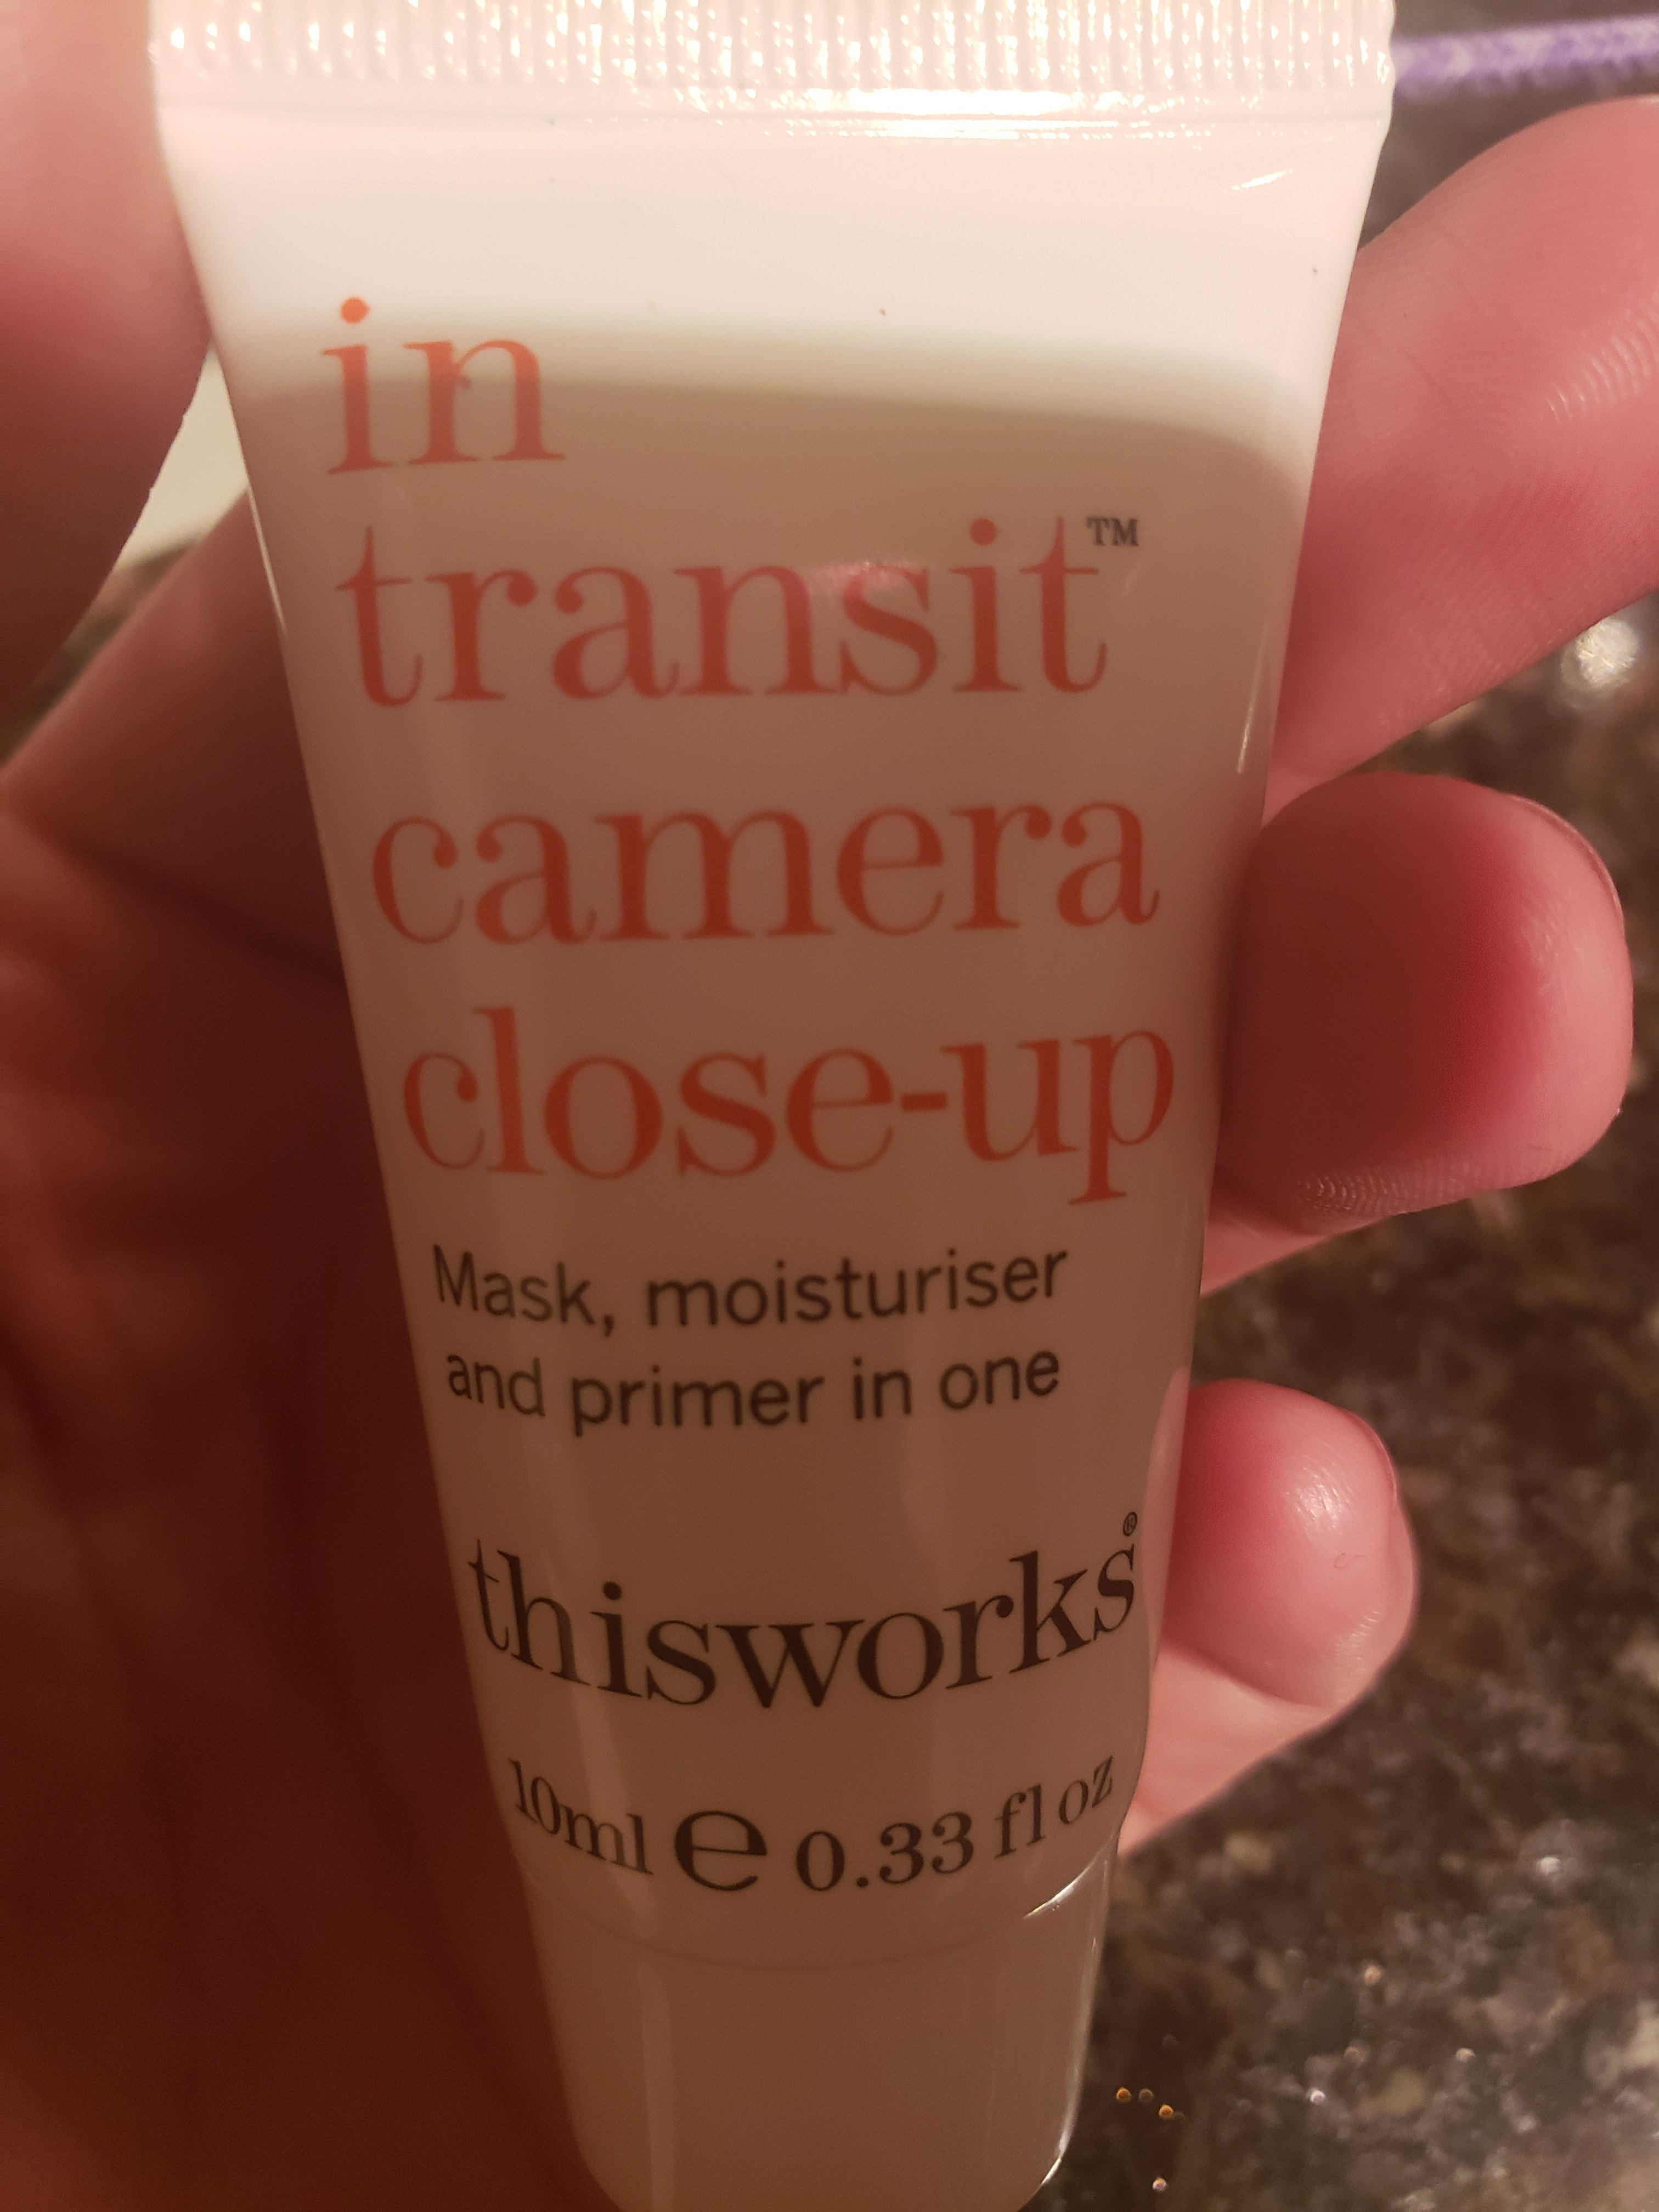 in
transit™
camera
close-up
Mask, moisturiser
and primer in one
thisworks®
10ml ℮ 0.33 fl oz